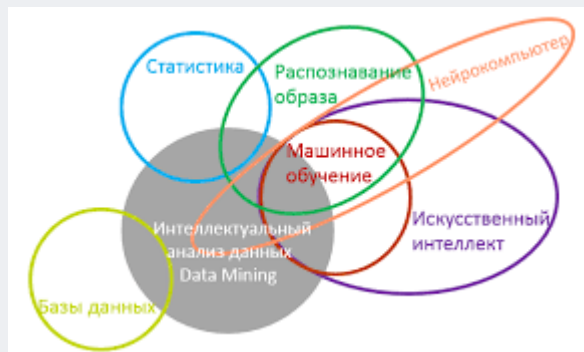 Статистика
Распознавание
образа
Нейрокомпьютер
Машинное
обучение
Искусственный
интеллект
Интеллектуальный
анализ данных
Data Mining
Базы данных